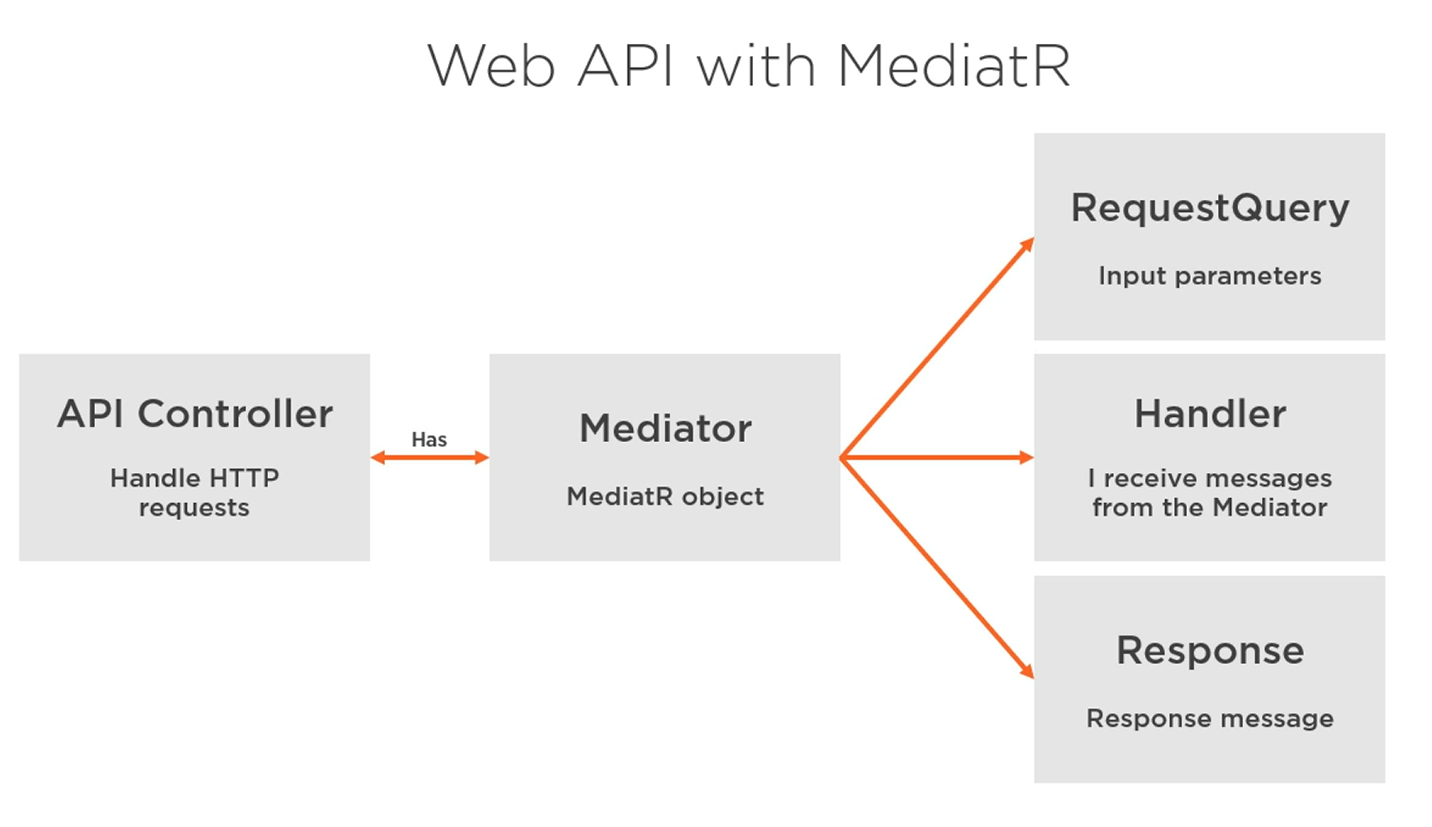 Web API with MediatR
API Controller
Handle HTTP
requests
Has
Mediator
MediatR object
RequestQuery
Input parameters
Handler
I receive messages
from the Mediator
Response
Response message